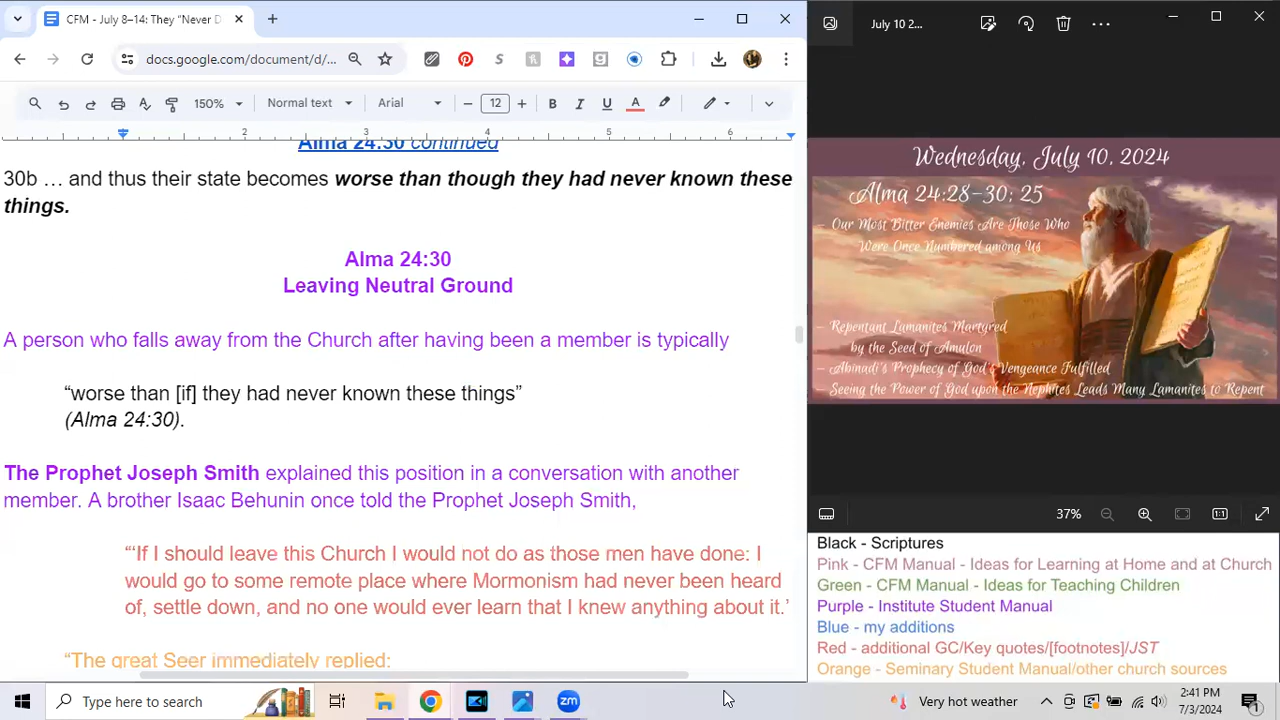 CFM - July 8–14: They “Never D
docs.google.com/document/d/...
July 10 2...
150%
Normal text
Arial
12
B I U A
1 2 3 4 5 6
Alma 24:30 continued
30b … and thus their state becomes worse than though they had never known these
things.
Alma 24:30
Leaving Neutral Ground
A person who falls away from the Church after having been a member is typically
“worse than [if] they had never known these things”
(Alma 24:30).
The Prophet Joseph Smith explained this position in a conversation with another
member. A brother Isaac Behunin once told the Prophet Joseph Smith,
“‘If I should leave this Church I would not do as those men have done: I
would go to some remote place where Mormonism had never been heard
of, settle down, and no one would ever learn that I knew anything about it.’
“The great Seer immediately replied:
Wednesday, July 10, 2024
Alma 24:28–30; 25
– Our Most Bitter Enemies Are Those Who
Were Once Numbered among Us
– Repentant Lamanites Martyred
by the Seed of Amulon
– Abinadi's Prophecy of God's Vengeance Fulfilled
– Seeing the Power of God upon the Nephites Leads Many Lamanites to Repent
37%
1:1
Black - Scriptures
Pink - CFM Manual - Ideas for Learning at Home and at Church
Green - CFM Manual - Ideas for Teaching Children
Purple - Institute Student Manual
Blue - my additions
Red - additional GC/Key quotes/[footnotes]/JST
Orange - Seminary Student Manual/other church sources
Type here to search
zm
Very hot weather
2:41 PM
7/3/2024
1